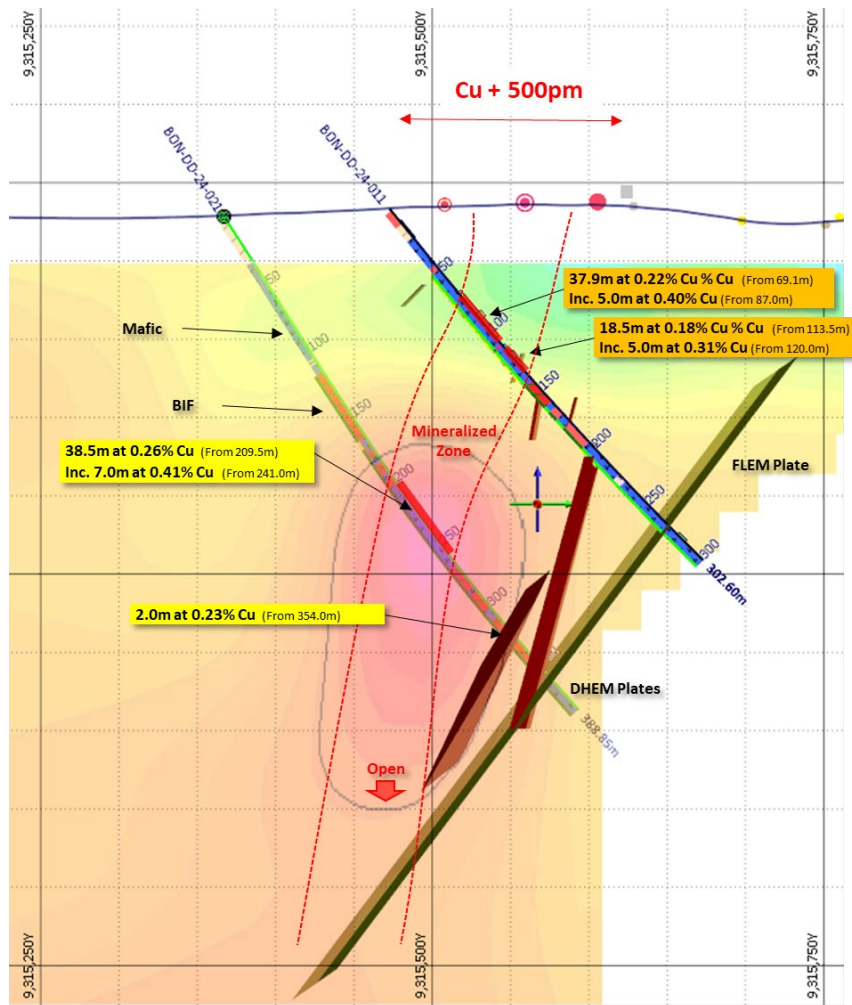 9,315,250Y
9,315,500Y
9,315,750Y
Cu + 500pm
BON-DD-24-021
BON-DD-24-011
50
50
37.9m at 0.22% Cu % Cu (From 69.1m)
Inc. 5.0m at 0.40% Cu (From 87.0m)
100
18.5m at 0.18% Cu % Cu (From 113.5m)
Inc. 5.0m at 0.31% Cu (From 120.0m)
Mafic
100
150
BIF
150
Mineralized
Zone
200
38.5m at 0.26% Cu (From 209.5m)
Inc. 7.0m at 0.41% Cu (From 241.0m)
200
FLEM Plate
250
300
302.60m
300
2.0m at 0.23% Cu (From 354.0m)
DHEM Plates
388.85m
Open
9,315,250Y
9,315,500Y
9,315,750Y